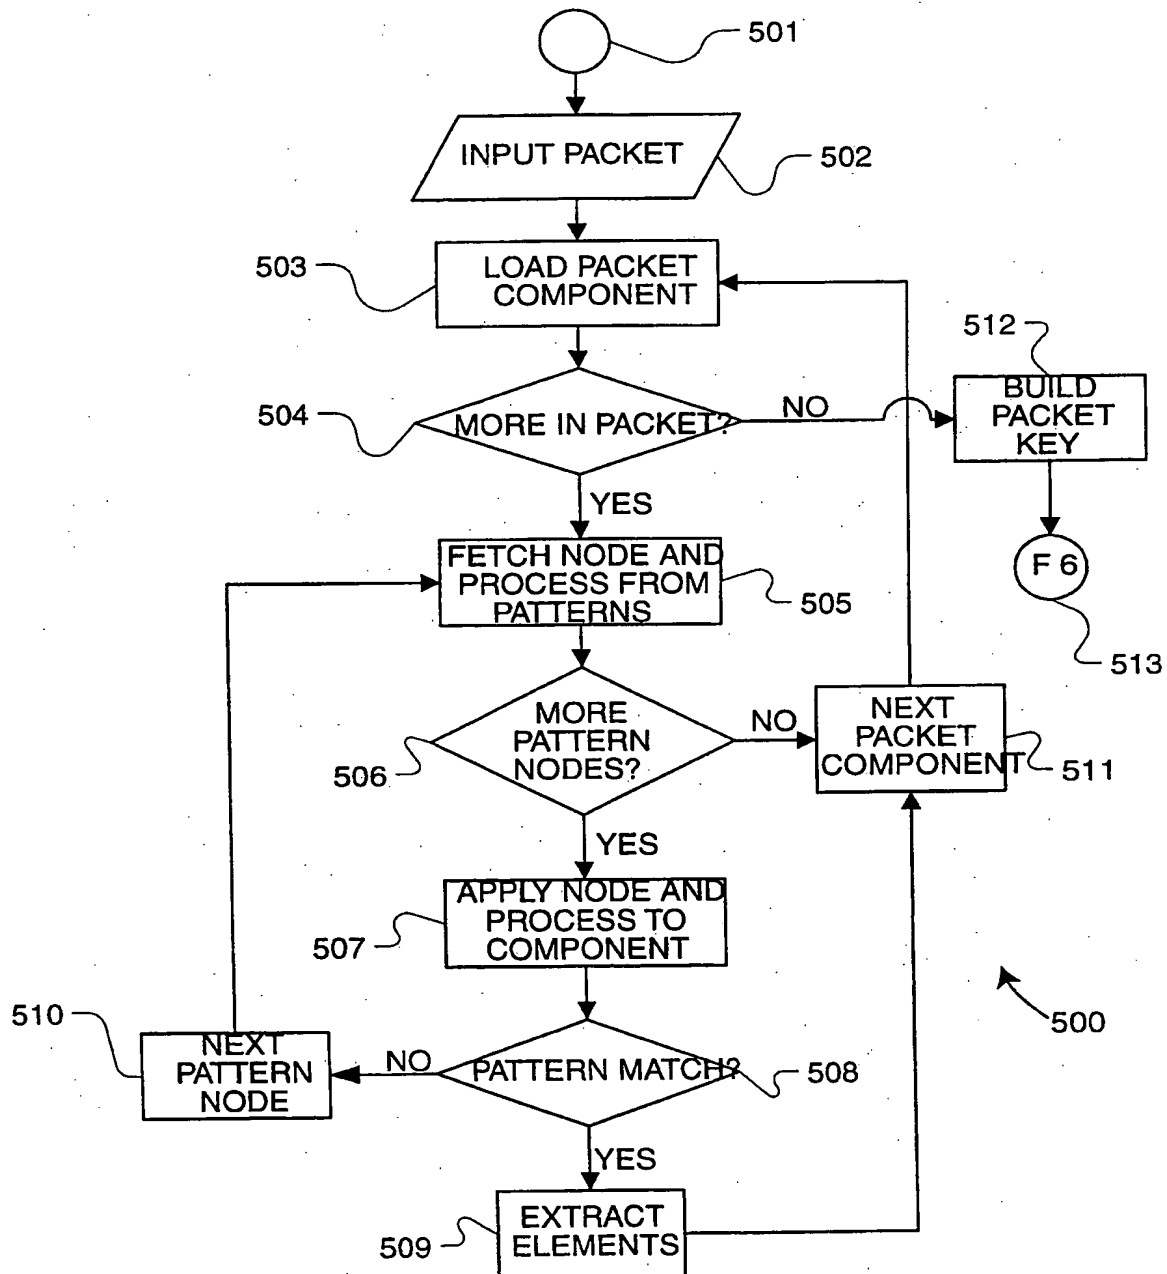 501
INPUT PACKET
502
503
LOAD PACKET
COMPONENT
504
MORE IN PACKET?
NO
512
BUILD
PACKET
KEY
YES
FETCH NODE AND
PROCESS FROM
PATTERNS
505
F 6
513
MORE
PATTERN
NODES?
506
NO
NEXT
PACKET
COMPONENT
511
YES
APPLY NODE AND
PROCESS TO
COMPONENT
507
500
510
NEXT
PATTERN
NODE
NO
PATTERN MATCH?
508
YES
EXTRACT
ELEMENTS
509